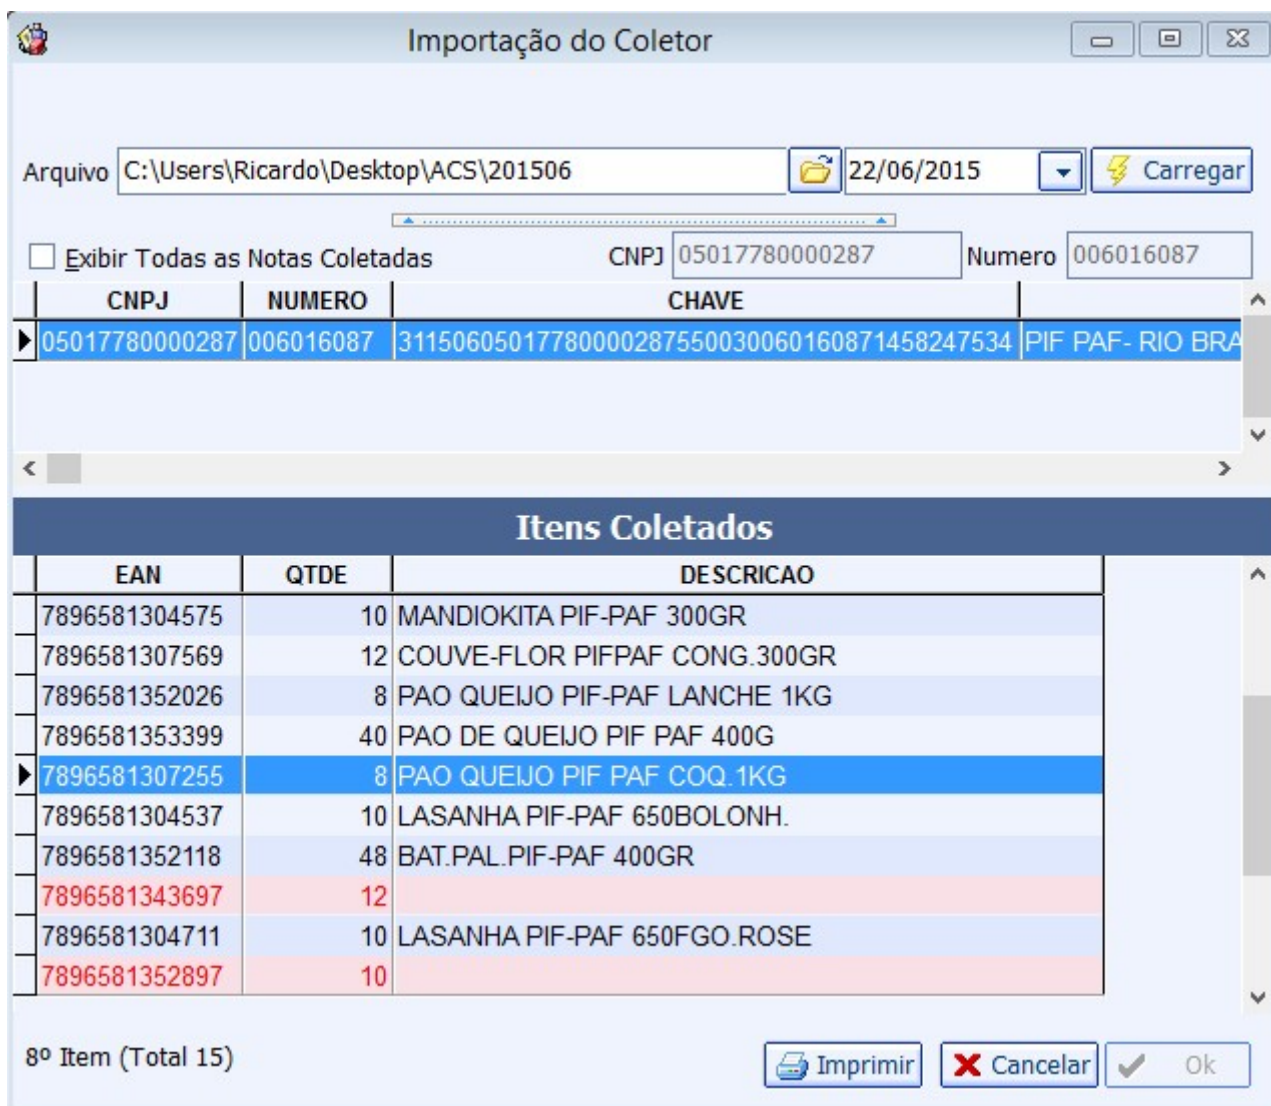 Importação do Coletor
Arquivo C:\Users\Ricardo\Desktop\ACS\201506 22/06/2015 Carregar
Exibir Todas as Notas Coletadas CNPJ 05017780000287 Numero 006016087
CNPJ NUMERO CHAVE
05017780000287 006016087 31150605017780000287550030060160871458247534 PIF PAF- RIO BRA
Itens Coletados
EAN QTDE DESCRICAO
7896581304575 10 MANDIOKITA PIF-PAF 300GR
7896581307569 12 COUVE-FLOR PIFPAF CONG.300GR
7896581352026 8 PAO QUEIJO PIF-PAF LANCHE 1KG
7896581353399 40 PAO DE QUEIJO PIF PAF 400G
7896581307255 8 PAO QUEIJO PIF PAF COQ.1KG
7896581304537 10 LASANHA PIF-PAF 650BOLONH.
7896581352118 48 BAT.PAL.PIF-PAF 400GR
7896581343697 12
7896581304711 10 LASANHA PIF-PAF 650FGO.ROSE
7896581352897 10
8º Item (Total 15) Imprimir Cancelar Ok